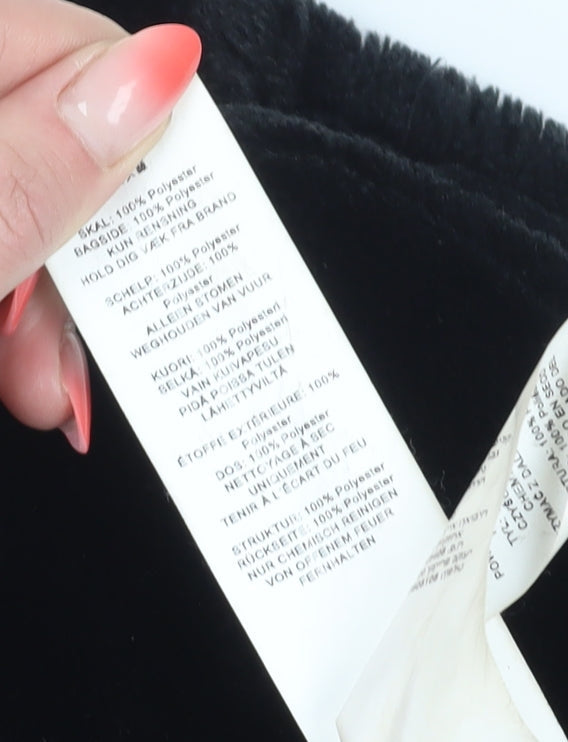 SKAL: 100% Polyester
BAGSIDE: 100% Polyester
KUN RENSNING
HOLD DIG VÆK FRA BRAND
SCHELP: 100% Polyester
ACHTERZIJDE: 100%
Polyester
ALLEEN STOMEN
WEGHOUDEN VAN VUUR
KUORI: 100% Polyesteri
SELKÄ: 100% Polyesteri
VAIN KUIVAPESU
PIDÄ POISSA TULEN
LÄHETTYVILTÄ
ÉTOFFE EXTÉRIEURE: 100%
Polyester
DOS: 100% Polyester
NETTOYAGE À SEC
UNIQUEMENT
TENIR À L'ÉCART DU FEU
STRUKTUR: 100% Polyester
RÜCKSEITE: 100% Polyester
NUR CHEMISCH REINIGEN
VON OFFENEM FEUER
FERNHALTEN